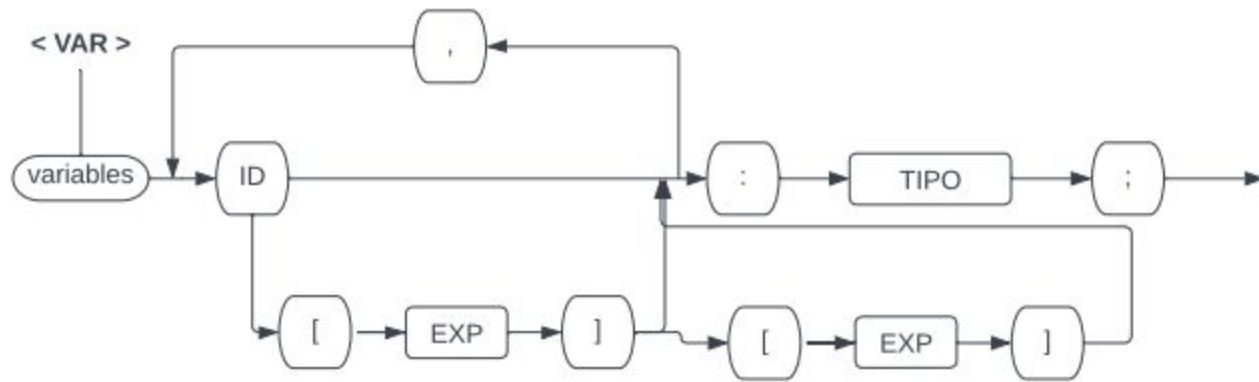 < VAR >
,
variables
ID
:
TIPO
;
[
EXP
]
[
EXP
]